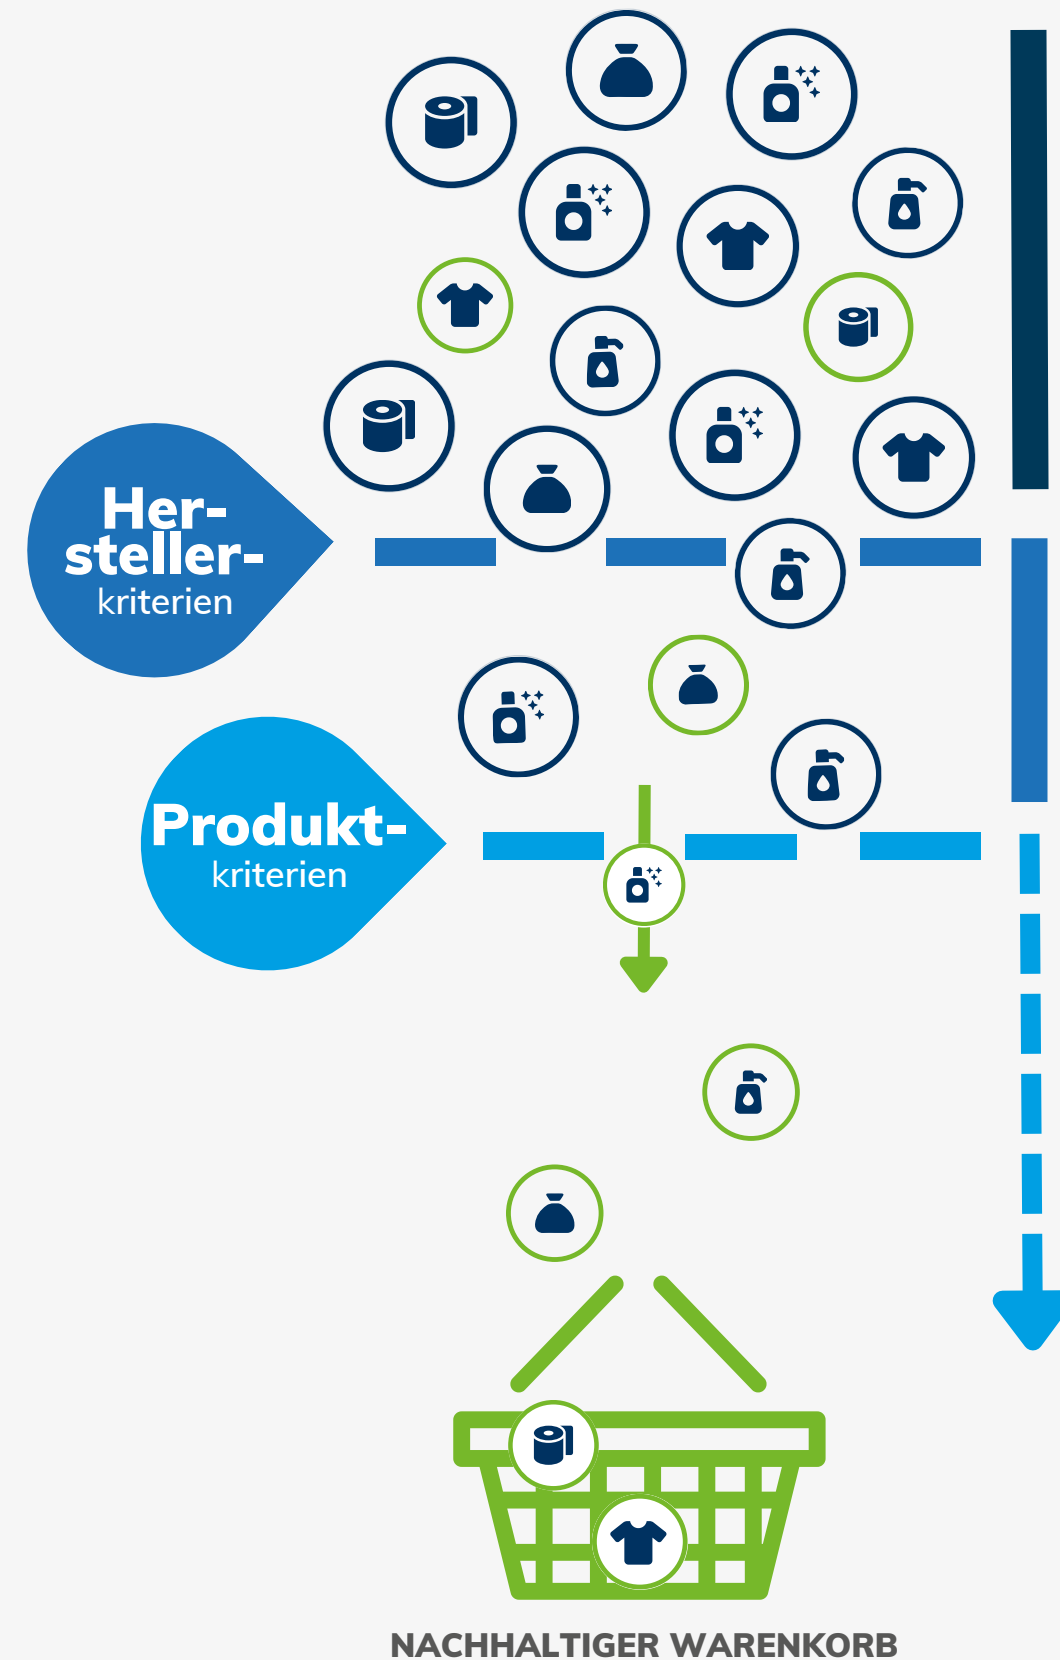 Her-
steller-
kriterien
Produkt-
kriterien
NACHHALTIGER WARENKORB